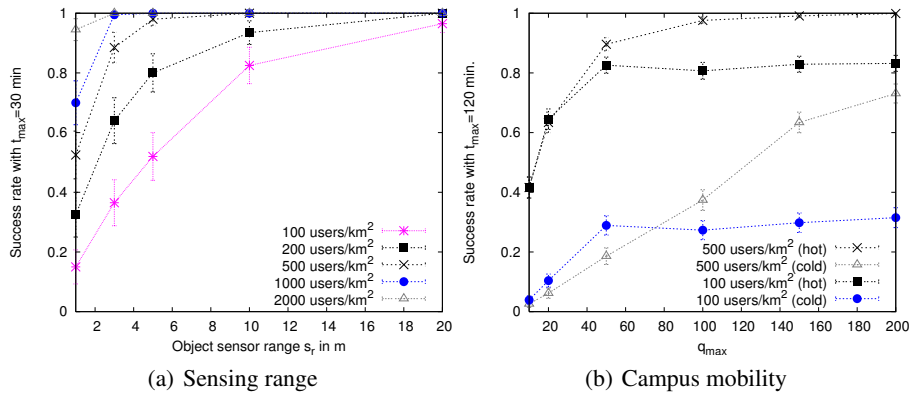 Success rate with t_max=30 min
1
0.8
0.6
0.4
0.2
0
2 4 6 8 10 12 14 16 18 20
Object sensor range s_r in m
100 users/km²
200 users/km²
500 users/km²
1000 users/km²
2000 users/km²
(a) Sensing range
Success rate with t_max=120 min.
1
0.8
0.6
0.4
0.2
0
20 40 60 80 100 120 140 160 180 200
q_max
500 users/km² (hot)
500 users/km² (cold)
100 users/km² (hot)
100 users/km² (cold)
(b) Campus mobility